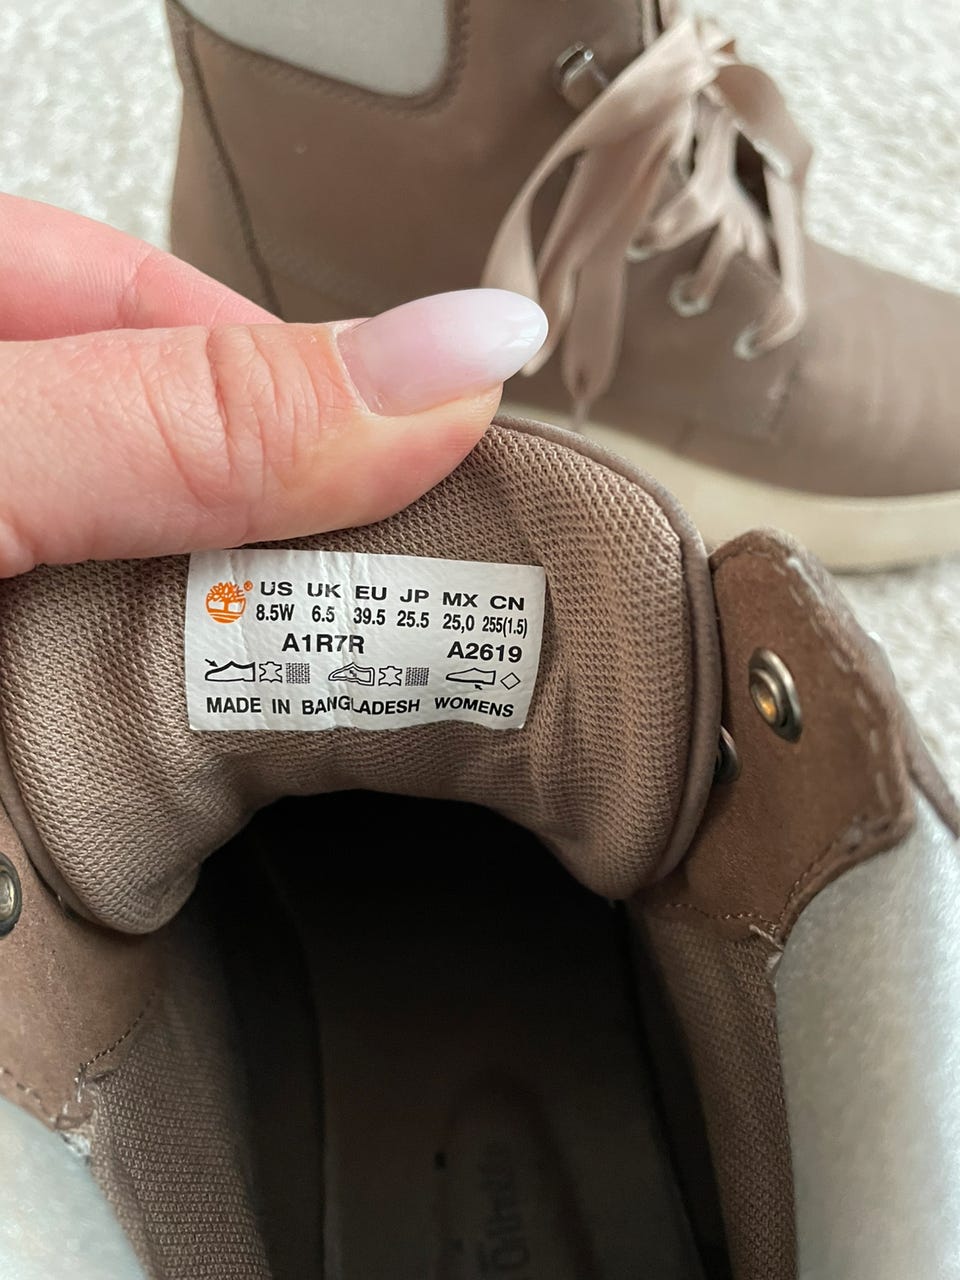 ® US UK EU JP MX CN
8.5W 6.5 39.5 25.5 25,0 255(1.5)
A1R7R A2619
MADE IN BANGLADESH WOMENS